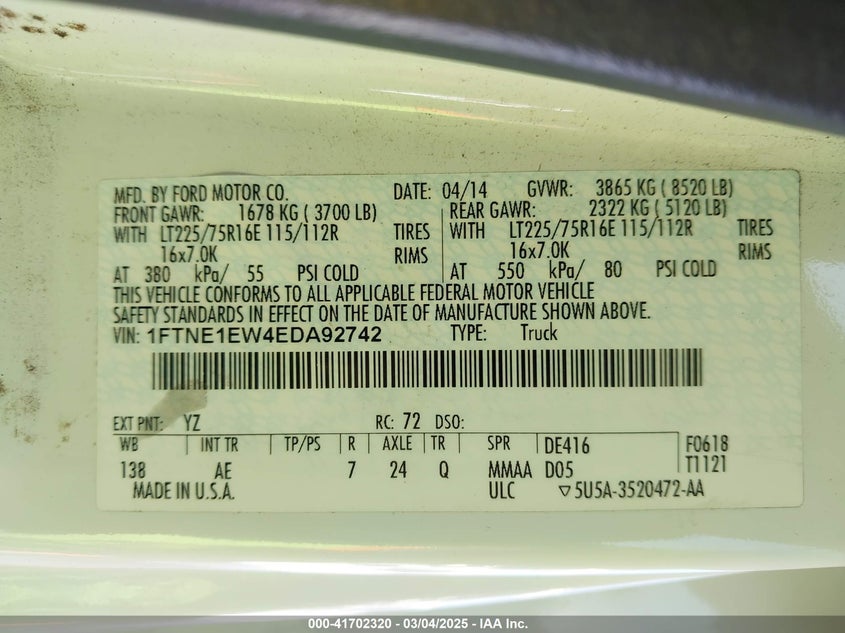 MFD. BY FORD MOTOR CO. DATE: 04/14 GVWR: 3865 KG ( 8520 LB)
FRONT GAWR: 1678 KG ( 3700 LB) REAR GAWR: 2322 KG ( 5120 LB)
WITH LT225/75R16E 115/112R TIRES WITH LT225/75R16E 115/112R TIRES
16x7.0K RIMS 16x7.0K RIMS
AT 380 kPa/ 55 PSI COLD AT 550 kPa/ 80 PSI COLD
THIS VEHICLE CONFORMS TO ALL APPLICABLE FEDERAL MOTOR VEHICLE
SAFETY STANDARDS IN EFFECT ON THE DATE OF MANUFACTURE SHOWN ABOVE.
VIN: 1FTNE1EW4EDA92742 TYPE: Truck
EXT PNT: YZ RC: 72 DSO:
WB INT TR TP/PS R AXLE TR SPR DE416 F0618
138 AE 7 24 Q MMAA D05 T1121
MADE IN U.S.A. ULC ▽5U5A-3520472-AA
000-41702320 - 03/04/2025 - IAA Inc.